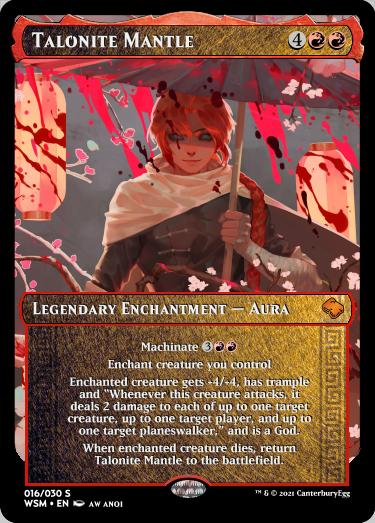 Talonite Mantle 4
Legendary Enchantment — Aura
Machinate 3
Enchant creature you control
Enchanted creature gets +4/+4, has trample
and "Whenever this creature attacks, it
deals 2 damage to each of up to one target
creature, up to one target player, and up to
one target planeswalker." and is a God.
When enchanted creature dies, return
Talonite Mantle to the battlefield.
016/030 S
WSM • EN AW ANOI
™ & © 2021 CanterburyEgg